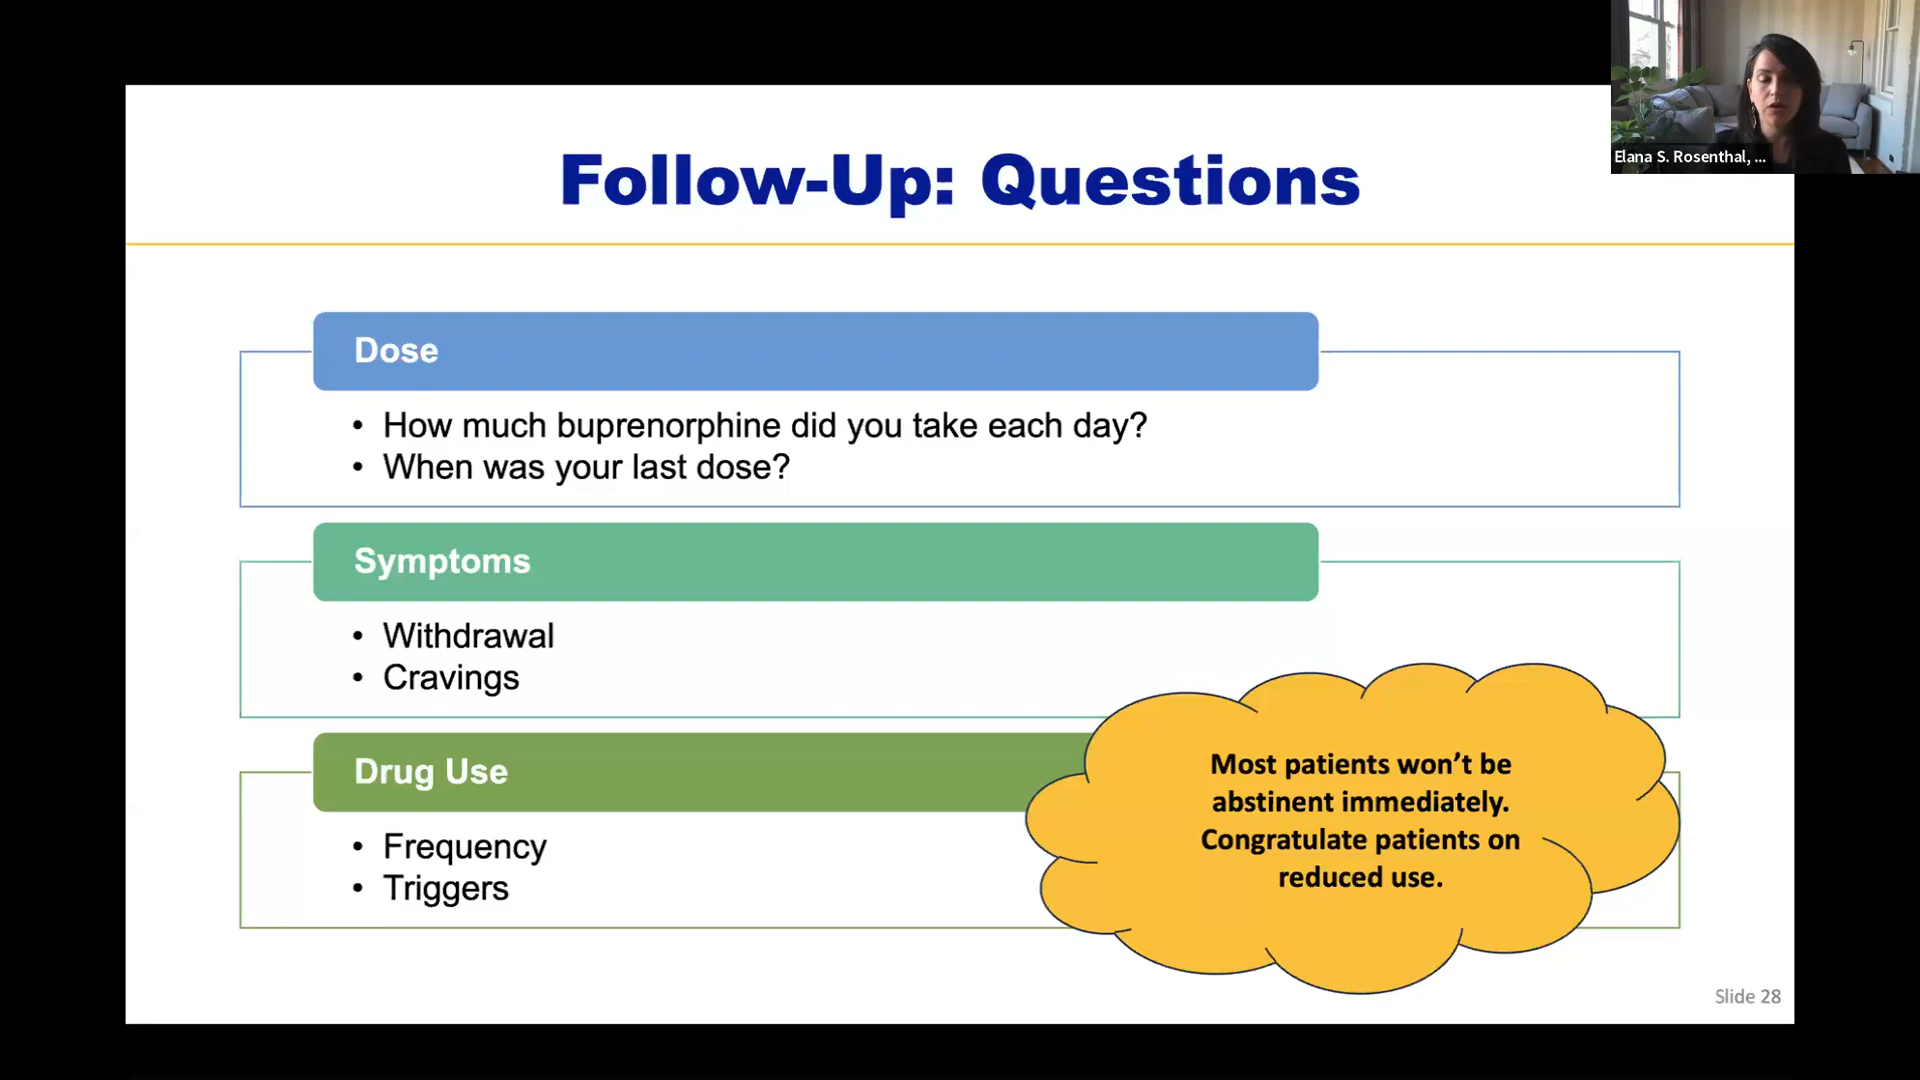 Elana S. Rosenthal, ...
Follow-Up: Questions
Dose
• How much buprenorphine did you take each day?
• When was your last dose?
Symptoms
• Withdrawal
• Cravings
Drug Use
• Frequency
• Triggers
Most patients won’t be
abstinent immediately.
Congratulate patients on
reduced use.
Slide 28